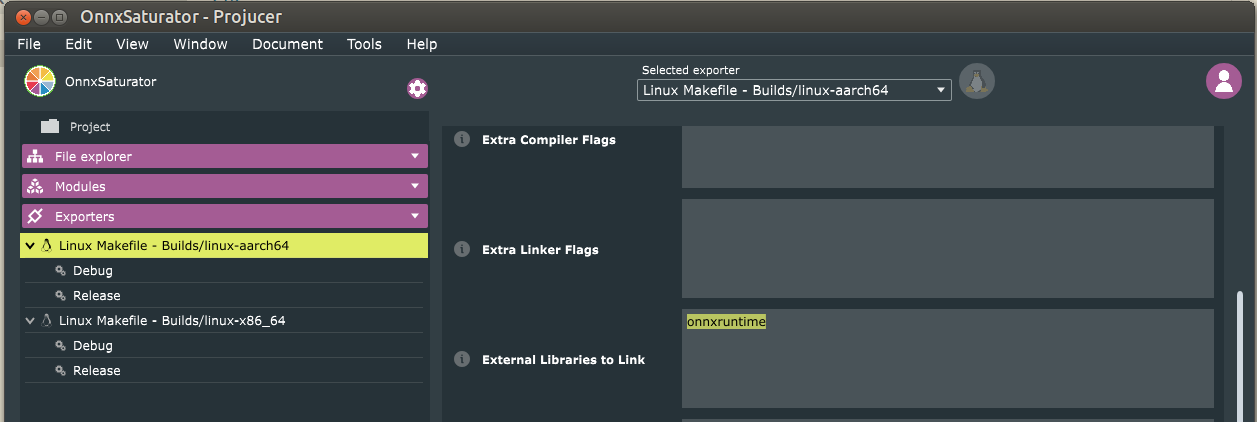 OnnxSaturator - Projucer
File Edit View Window Document Tools Help
OnnxSaturator
Selected exporter
Linux Makefile - Builds/linux-aarch64
Project
File explorer
Modules
Exporters
Linux Makefile - Builds/linux-aarch64
Debug
Release
Linux Makefile - Builds/linux-x86_64
Debug
Release
Extra Compiler Flags
Extra Linker Flags
onnxruntime
External Libraries to Link